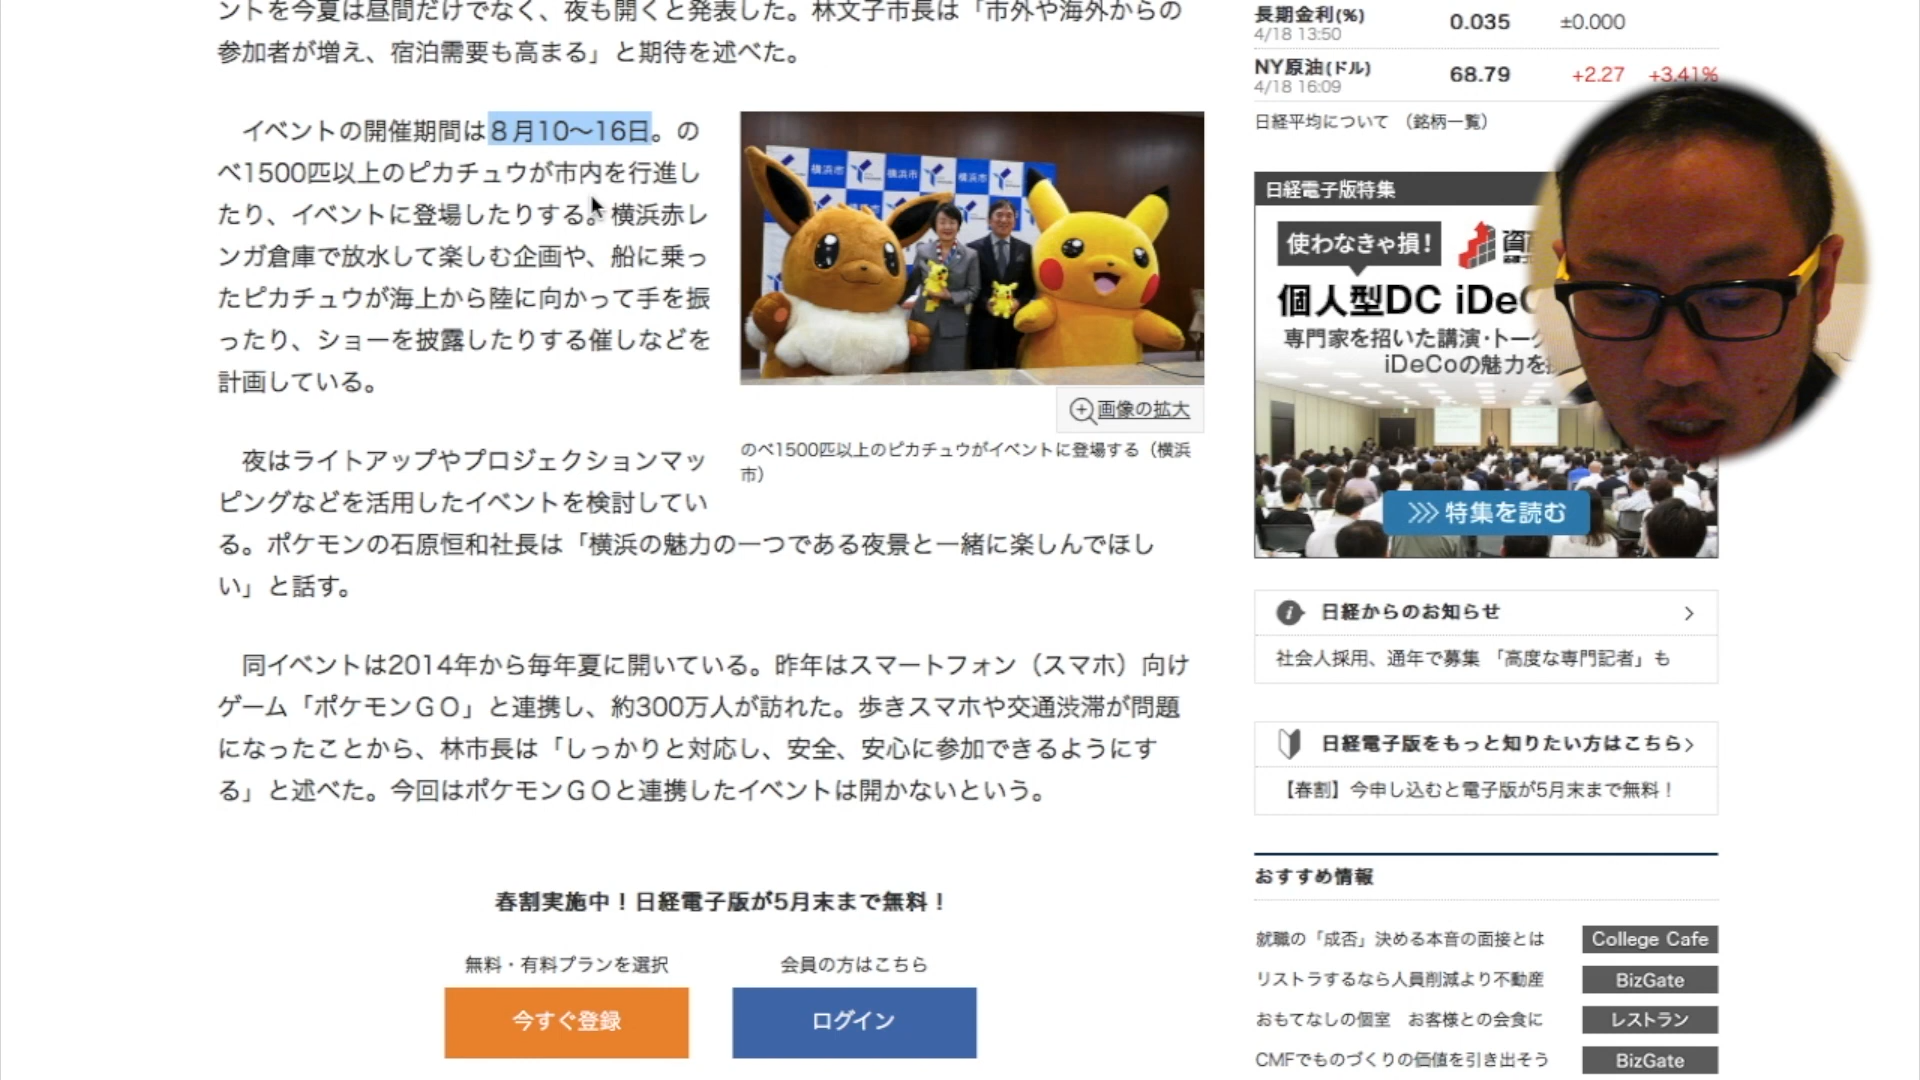 ントを今夏は昼間だけでなく、夜も開くと発表した。林文子市長は「市外や海外からの
参加者が増え、宿泊需要も高まる」と期待を述べた。
イベントの開催期間は８月10～16日。の
べ1500匹以上のピカチュウが市内を行進し
たり、イベントに登場したりする。横浜赤レ
ンガ倉庫で放水して楽しむ企画や、船に乗っ
たピカチュウが海上から陸に向かって手を振
ったり、ショーを披露したりする催しなどを
計画している。
横浜市
横浜市
横浜市
画像の拡大
のべ1500匹以上のピカチュウがイベントに登場する（横浜
市）
夜はライトアップやプロジェクションマッ
ピングなどを活用したイベントを検討してい
る。ポケモンの石原恒和社長は「横浜の魅力の一つである夜景と一緒に楽しんでほし
い」と話す。
同イベントは2014年から毎年夏に開いている。昨年はスマートフォン（スマホ）向け
ゲーム「ポケモンＧＯ」と連携し、約300万人が訪れた。歩きスマホや交通渋滞が問題
になったことから、林市長は「しっかりと対応し、安全、安心に参加できるようにす
る」と述べた。今回はポケモンＧＯと連携したイベントは開かないという。
春割実施中！日経電子版が5月末まで無料！
無料・有料プランを選択
今すぐ登録
会員の方はこちら
ログイン
長期金利(%) 0.035 ±0.000
4/18 13:50
NY原油(ドル) 68.79 +2.27 +3.41%
4/18 16:09
日経平均について （銘柄一覧）
日経電子版特集
使わなきゃ損！
個人型DC iDeC
専門家を招いた講演・トーク
iDeCoの魅力を
特集を読む
日経からのお知らせ
社会人採用、通年で募集 「高度な専門記者」も
日経電子版をもっと知りたい方はこちら
【春割】今申し込むと電子版が5月末まで無料！
おすすめ情報
就職の「成否」決める本音の面接とは College Cafe
リストラするなら人員削減より不動産 BizGate
おもてなしの個室 お客様との会食に レストラン
CMFでものづくりの価値を引き出そう BizGate